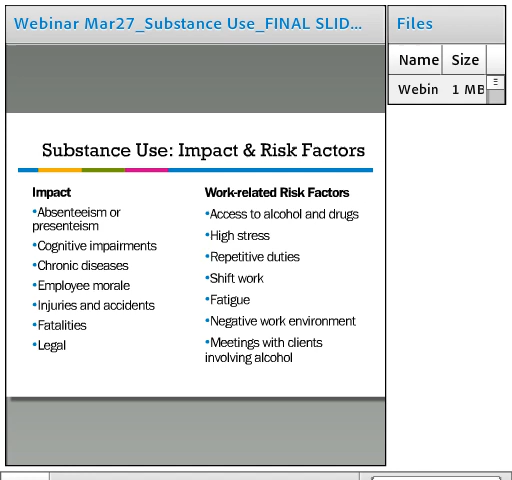 Webinar Mar27_Substance Use_FINAL SLID...
Files
Name Size
Webin 1 MB
Substance Use: Impact & Risk Factors
Impact
•Absenteeism or
presenteism
•Cognitive impairments
•Chronic diseases
•Employee morale
•Injuries and accidents
•Fatalities
•Legal
Work-related Risk Factors
•Access to alcohol and drugs
•High stress
•Repetitive duties
•Shift work
•Fatigue
•Negative work environment
•Meetings with clients
involving alcohol